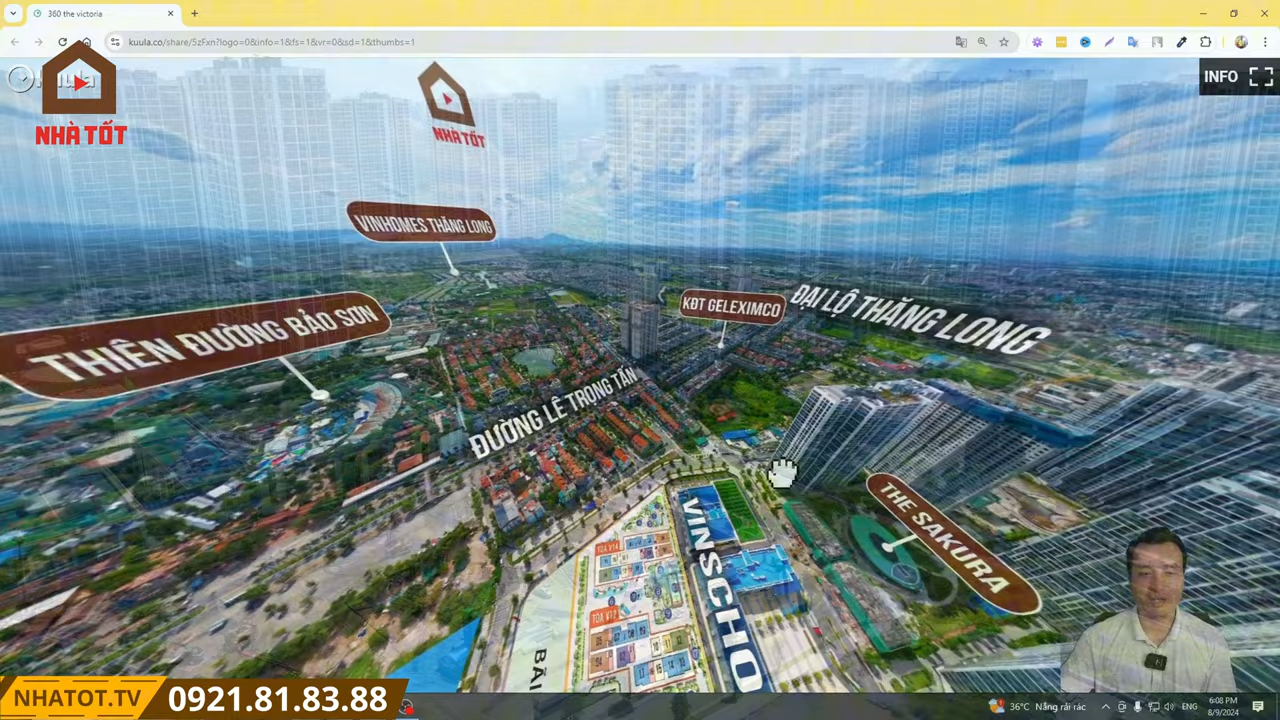 360 the victoria
kuula.co/share/5zFxn?logo=0&info=1&fs=1&vr=0&sd=1&thumbs=1
INFO
NHÀ TỐT
NHÀ TỐT
VINHOMES THĂNG LONG
THIÊN ĐƯỜNG BẢO SƠN
KĐT GELEXIMCO
ĐẠI LỘ THĂNG LONG
ĐƯỜNG LÊ TRỌNG TẤN
THE SAKURA
VINSCHO
BÃI
NHATOT.TV
0921.81.83.88
36°C Nắng rải rác
ENG
6:08 PM
8/9/2024